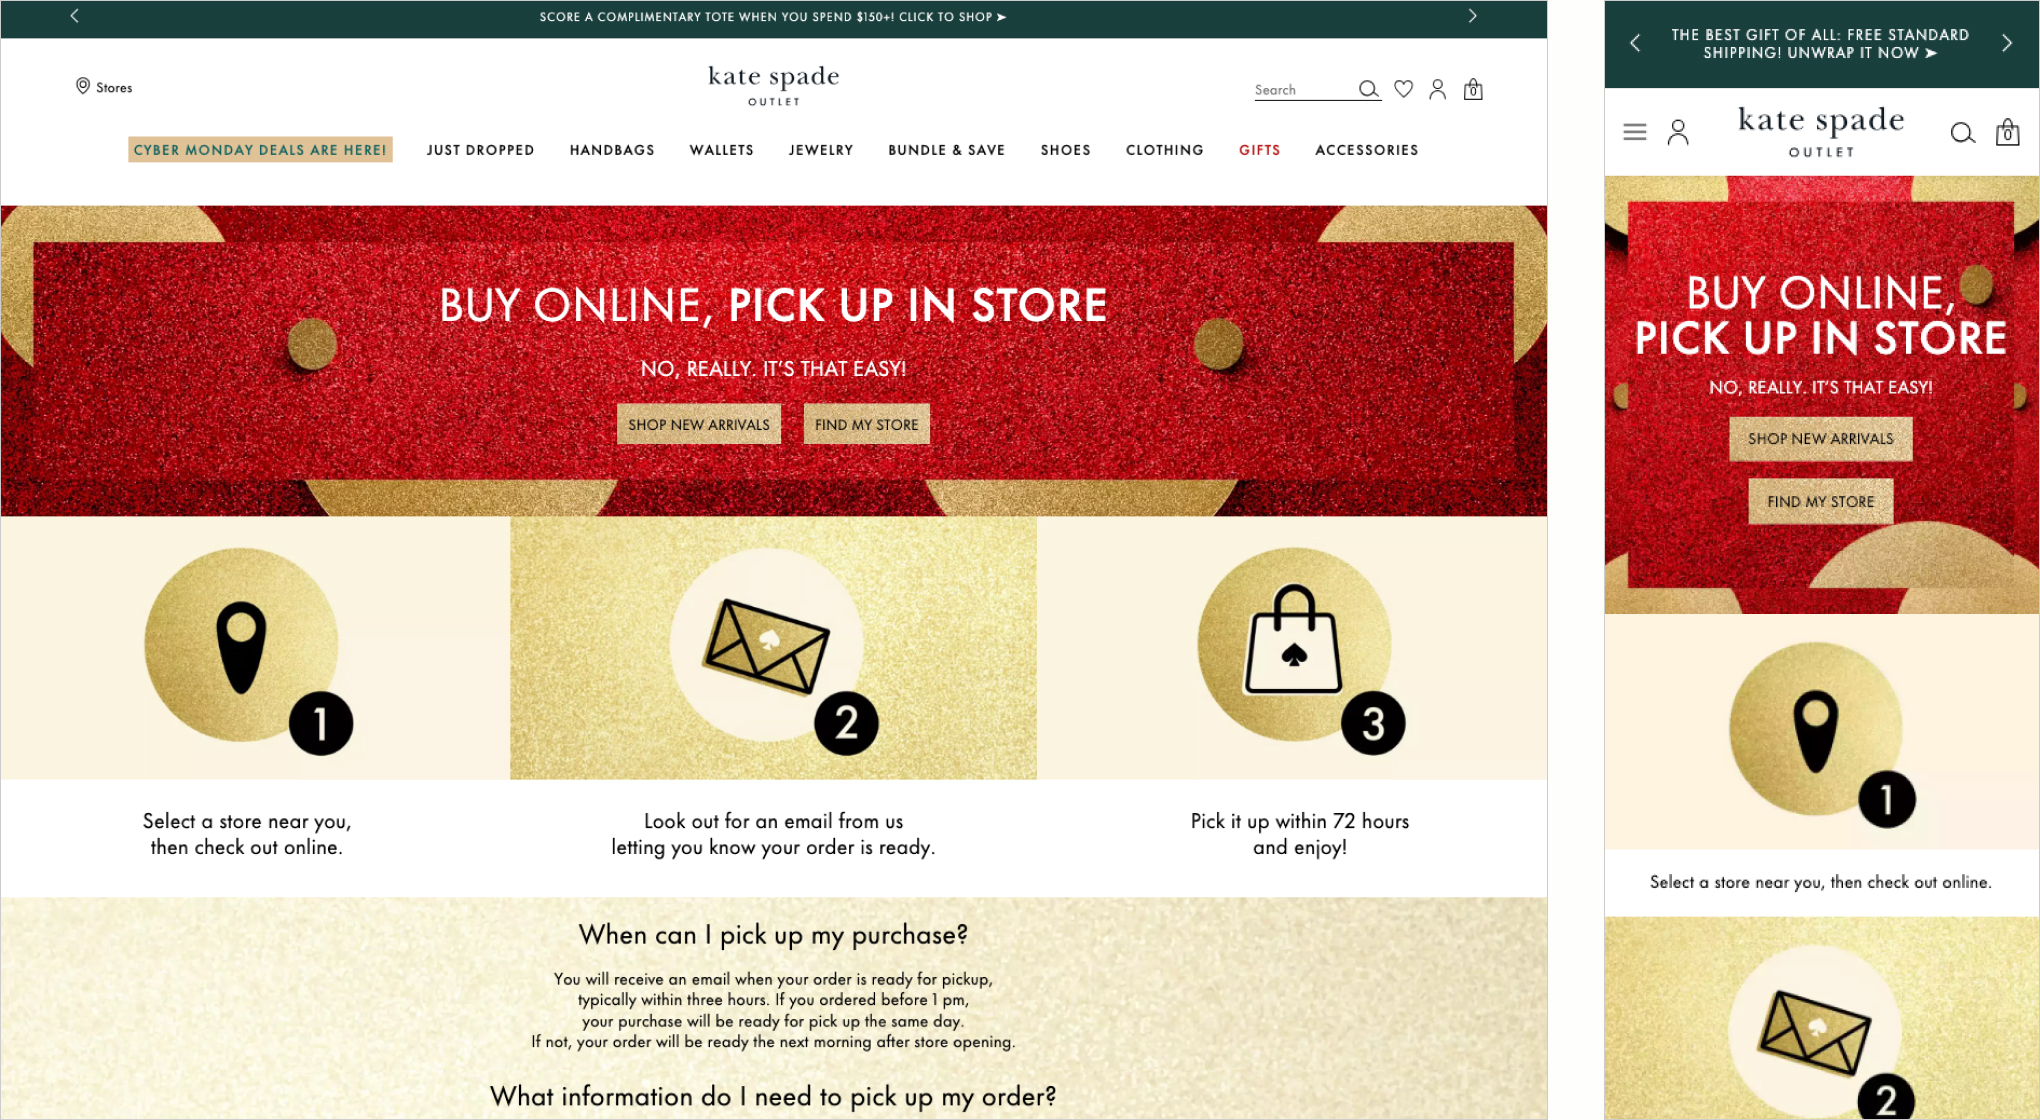 SCORE A COMPLIMENTARY TOTE WHEN YOU SPEND $150+! CLICK TO SHOP ➤
Stores
kate spade
OUTLET
Search
0
CYBER MONDAY DEALS ARE HERE!
JUST DROPPED
HANDBAGS
WALLETS
JEWELRY
BUNDLE & SAVE
SHOES
CLOTHING
GIFTS
ACCESSORIES
BUY ONLINE, PICK UP IN STORE
NO, REALLY. IT'S THAT EASY!
SHOP NEW ARRIVALS
FIND MY STORE
1
2
3
Select a store near you,
then check out online.
Look out for an email from us
letting you know your order is ready.
Pick it up within 72 hours
and enjoy!
When can I pick up my purchase?
You will receive an email when your order is ready for pickup,
typically within three hours. If you ordered before 1 pm,
your purchase will be ready for pick up the same day.
If not, your order will be ready the next morning after store opening.
What information do I need to pick up my order?
THE BEST GIFT OF ALL: FREE STANDARD
SHIPPING! UNWRAP IT NOW ➤
kate spade
OUTLET
0
BUY ONLINE,
PICK UP IN STORE
NO, REALLY. IT'S THAT EASY!
SHOP NEW ARRIVALS
FIND MY STORE
1
Select a store near you, then check out online.
2